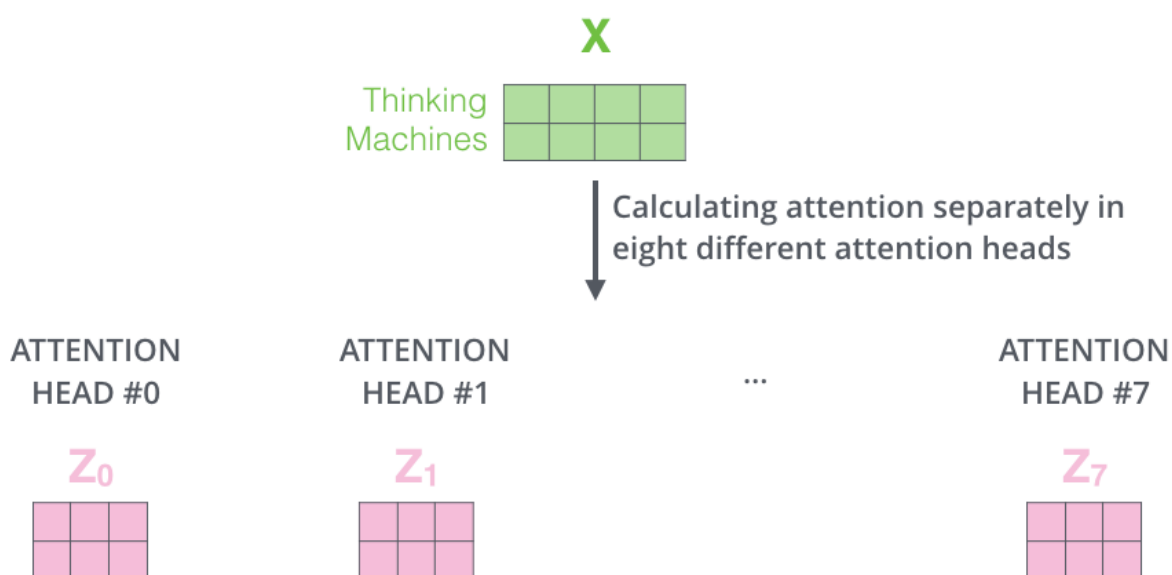 X
Thinking
Machines
Calculating attention separately in
eight different attention heads
ATTENTION
HEAD #0
ATTENTION
HEAD #1
...
ATTENTION
HEAD #7
Z0
Z1
Z7